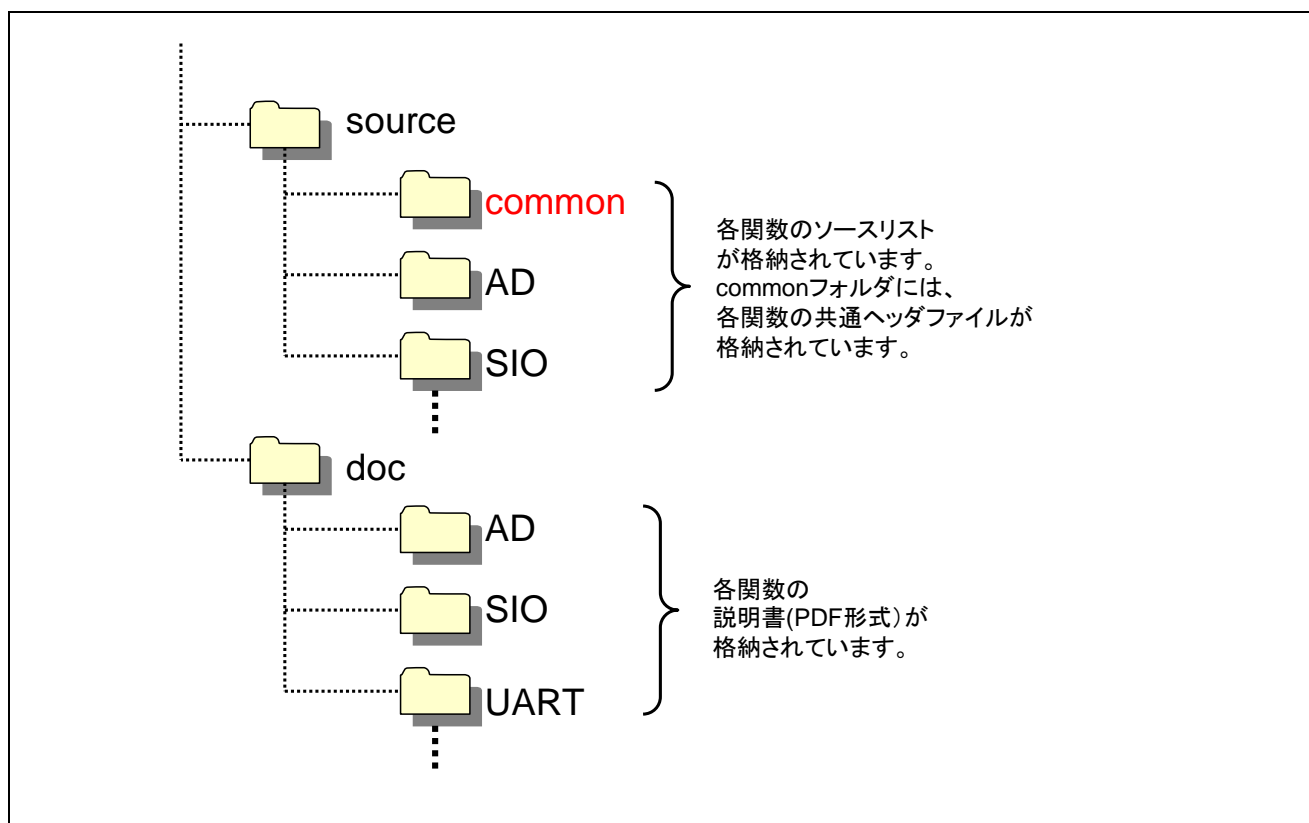 source
common
AD
SIO
各関数のソースリスト
が格納されています。
commonフォルダには、
各関数の共通ヘッダファイルが
格納されています。
doc
AD
SIO
UART
各関数の
説明書(PDF形式）が
格納されています。